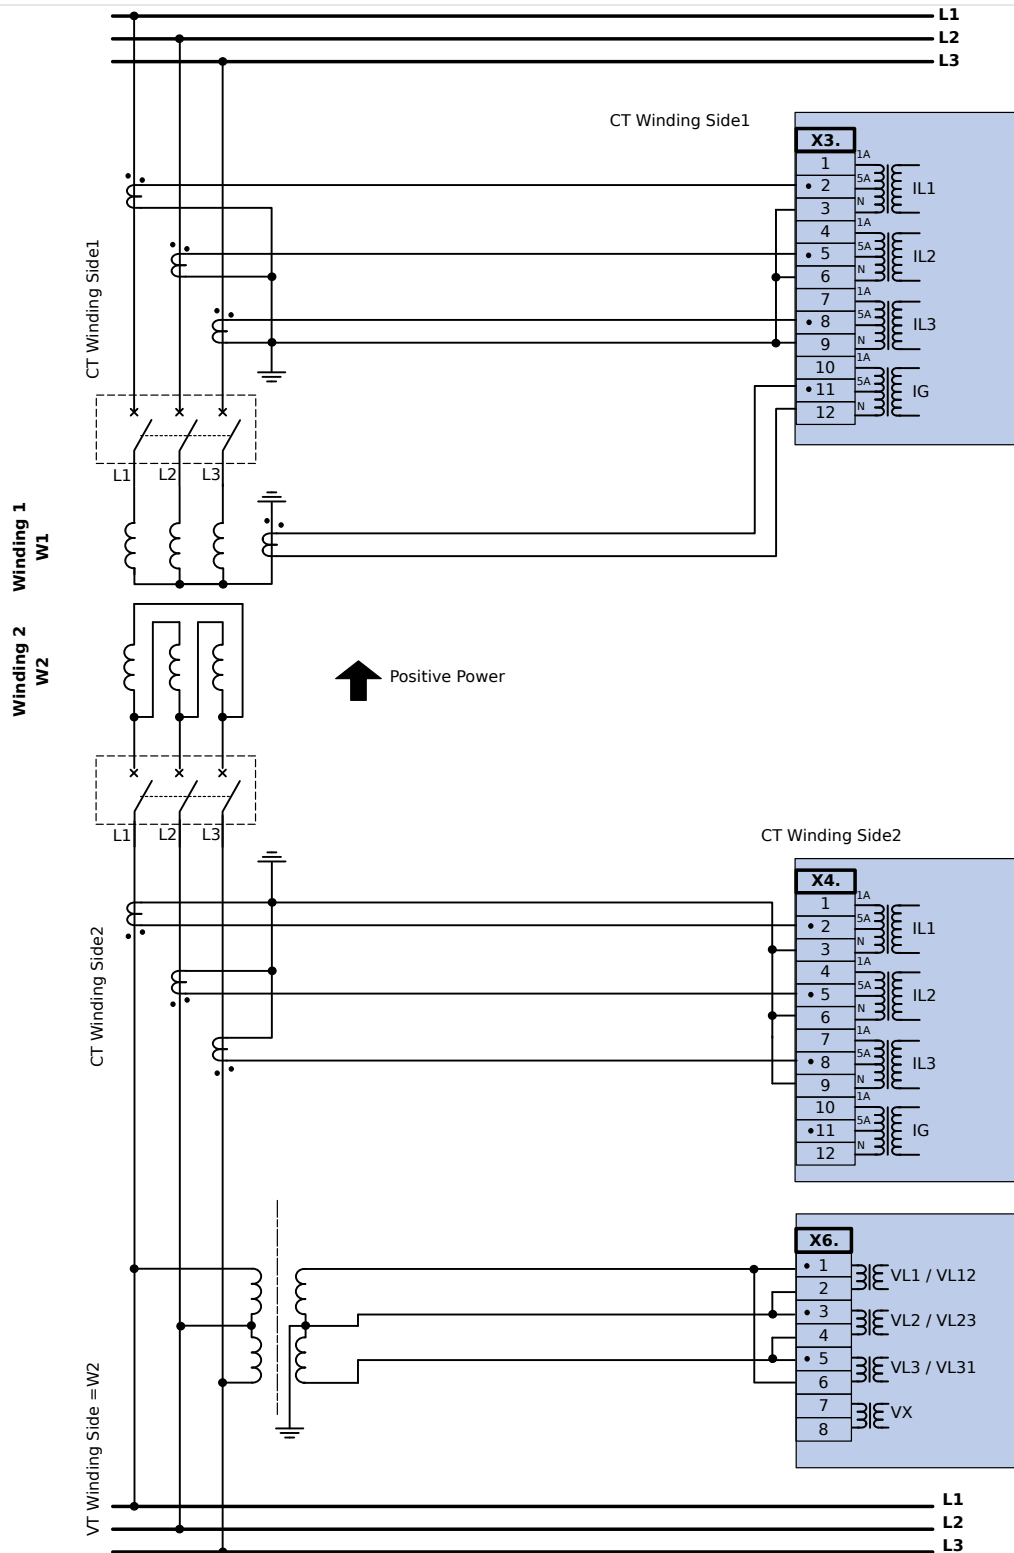 L1
L2
L3
CT Winding Side1
X3.
1
2
3
4
5
6
7
8
9
10
11
12
1A
5A
N
IL1
1A
5A
N
IL2
1A
5A
N
IL3
1A
5A
N
IG
CT Winding Side1
L1
L2
L3
Winding 1
W1
Winding 2
W2
Positive Power
L1
L2
L3
CT Winding Side2
X4.
1
2
3
4
5
6
7
8
9
10
11
12
1A
5A
N
IL1
1A
5A
N
IL2
1A
5A
N
IL3
1A
5A
N
IG
CT Winding Side2
X6.
1
2
3
4
5
6
7
8
VL1 / VL12
VL2 / VL23
VL3 / VL31
VX
VT Winding Side =W2
L1
L2
L3